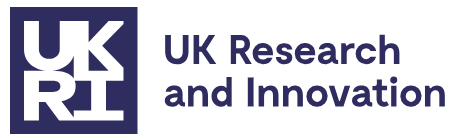 UK
RI
UK Research
and Innovation